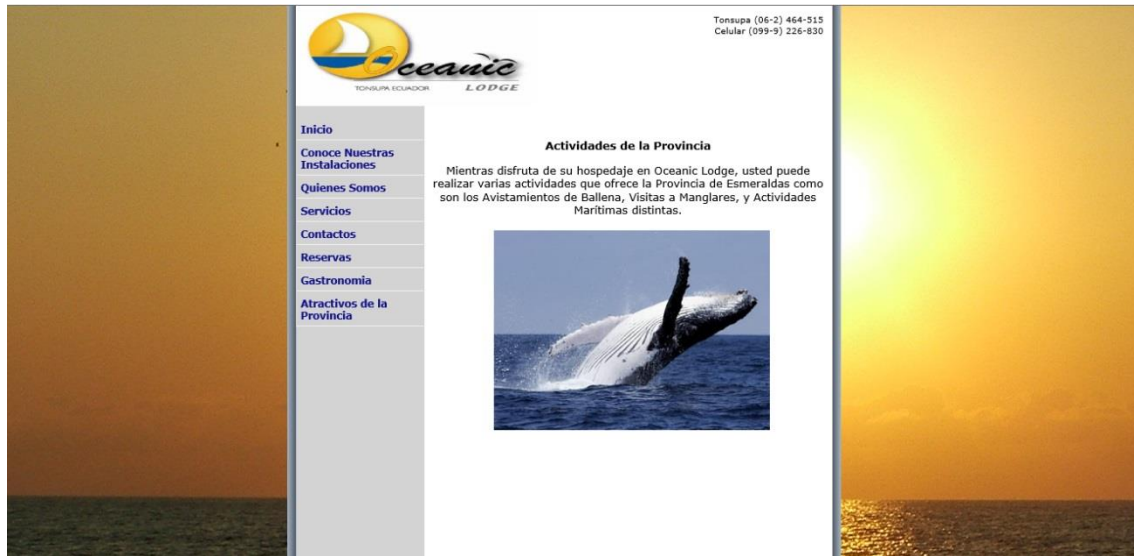 Oceanic
TONSUPA ECUADOR LODGE
Tonsupa (06-2) 464-515
Celular (099-9) 226-830
Inicio
Conoce Nuestras
Instalaciones
Quienes Somos
Servicios
Contactos
Reservas
Gastronomia
Atractivos de la
Provincia
Actividades de la Provincia
Mientras disfruta de su hospedaje en Oceanic Lodge, usted puede
realizar varias actividades que ofrece la Provincia de Esmeraldas como
son los Avistamientos de Ballena, Visitas a Manglares, y Actividades
Marítimas distintas.